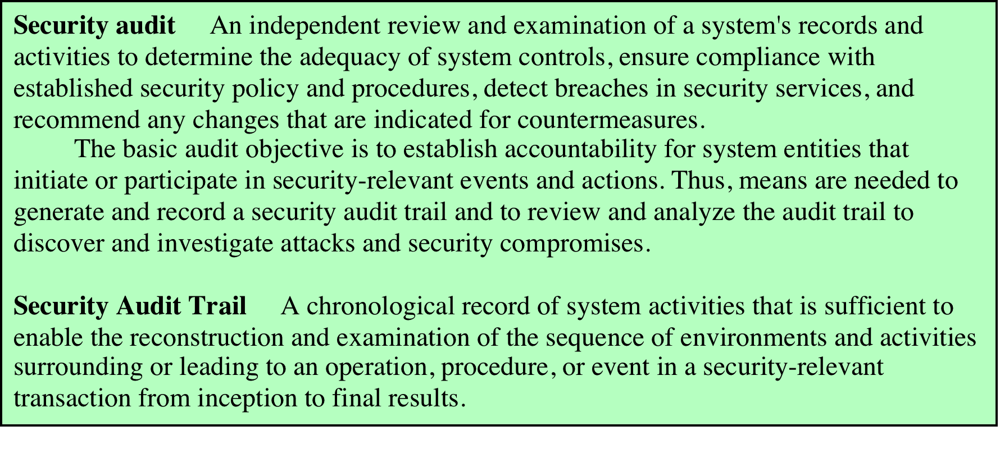 Security audit An independent review and examination of a system's records and
activities to determine the adequacy of system controls, ensure compliance with
established security policy and procedures, detect breaches in security services, and
recommend any changes that are indicated for countermeasures.
The basic audit objective is to establish accountability for system entities that
initiate or participate in security-relevant events and actions. Thus, means are needed to
generate and record a security audit trail and to review and analyze the audit trail to
discover and investigate attacks and security compromises.
Security Audit Trail A chronological record of system activities that is sufficient to
enable the reconstruction and examination of the sequence of environments and activities
surrounding or leading to an operation, procedure, or event in a security-relevant
transaction from inception to final results.